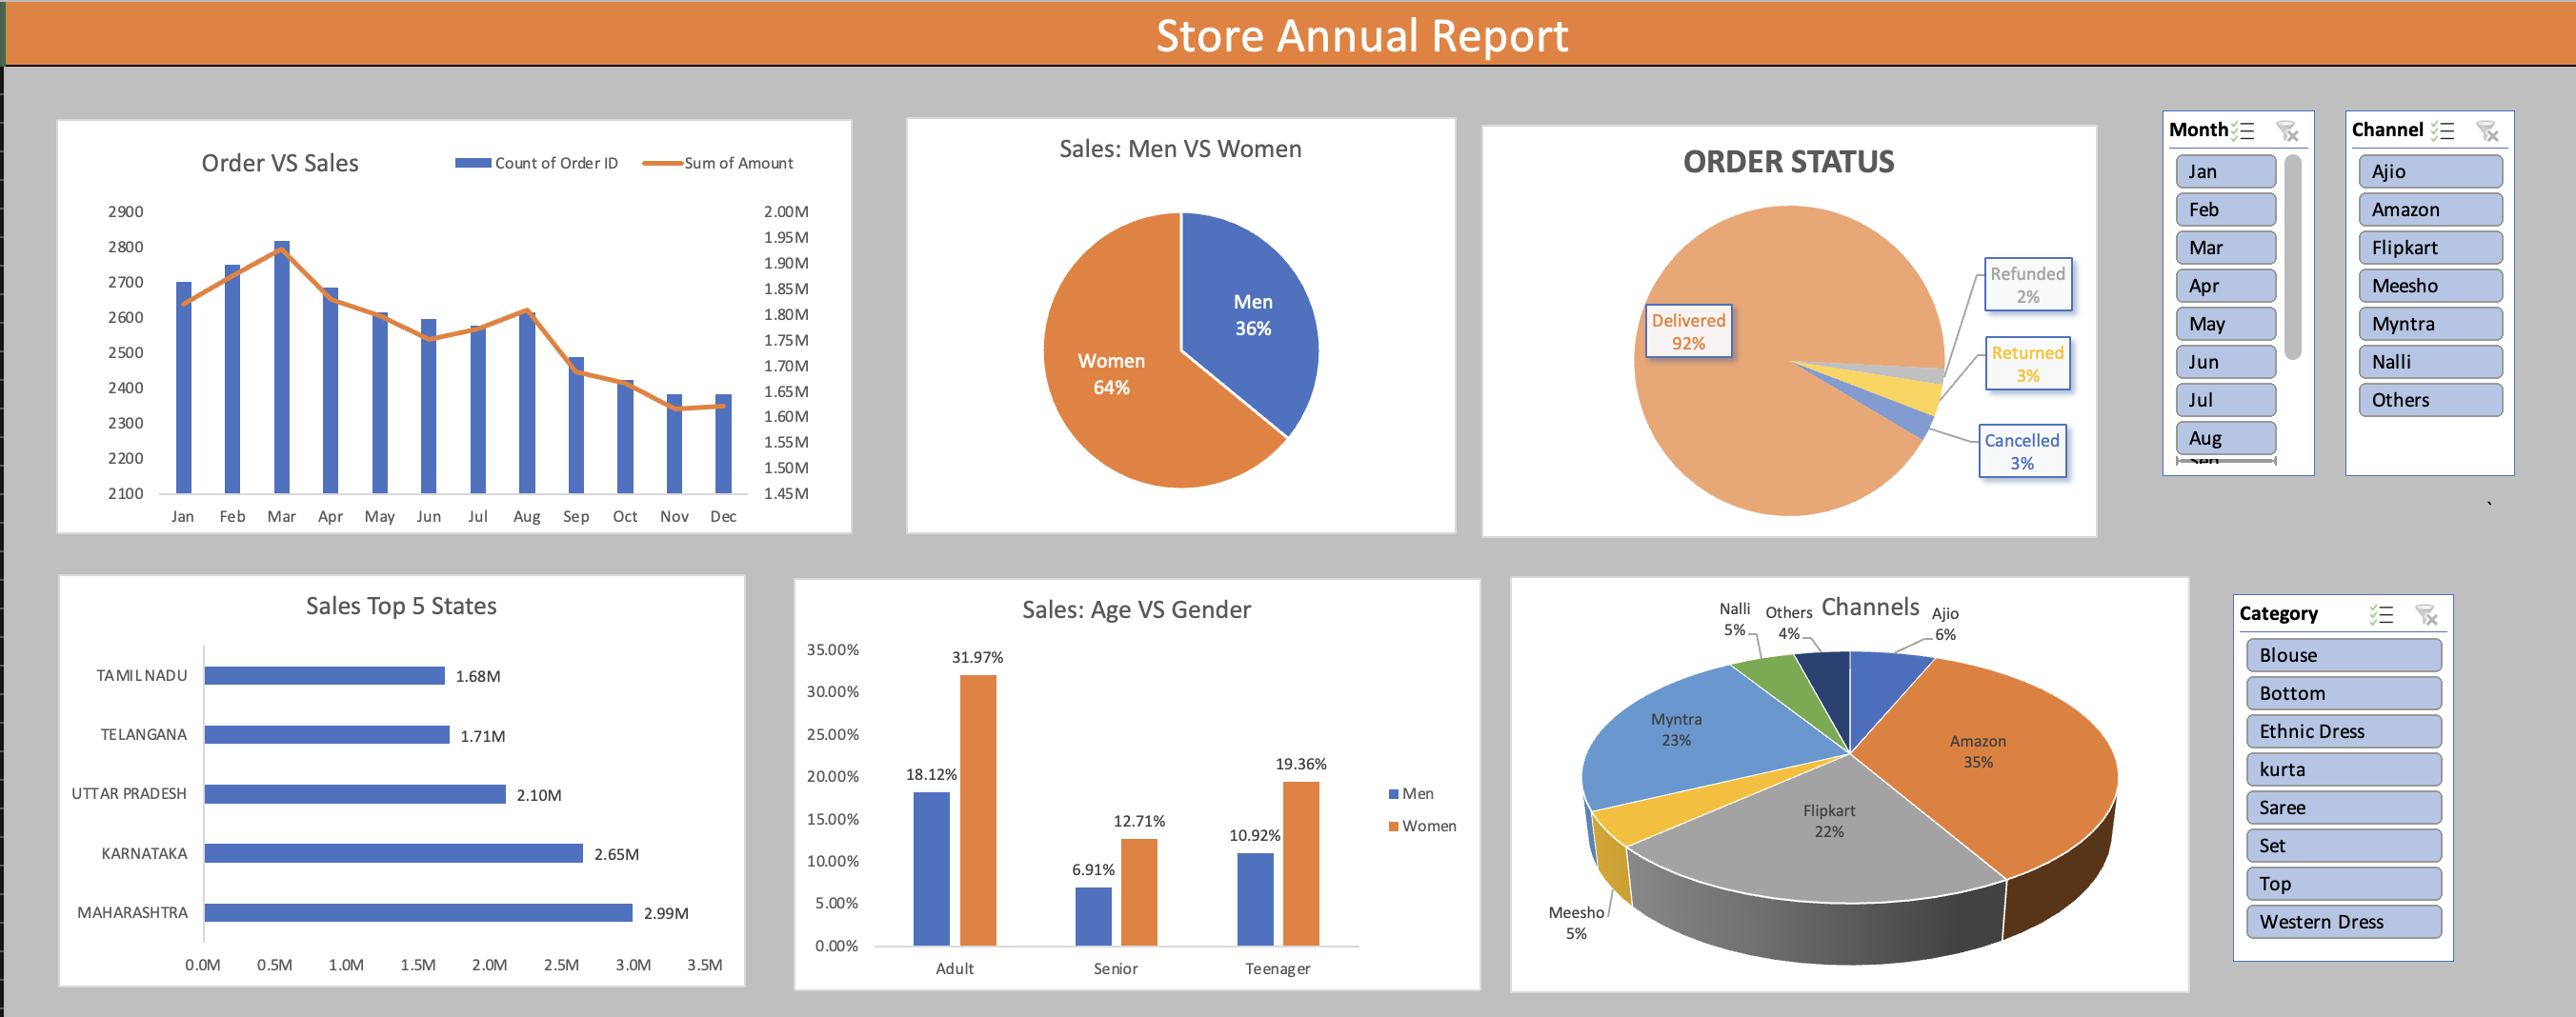 Store Annual Report
Order VS Sales
Count of Order ID
Sum of Amount
2900
2800
2700
2600
2500
2400
2300
2200
2100
2.00M
1.95M
1.90M
1.85M
1.80M
1.75M
1.70M
1.65M
1.60M
1.55M
1.50M
1.45M
Jan Feb Mar Apr May Jun Jul Aug Sep Oct Nov Dec
Sales: Men VS Women
Men
36%
Women
64%
ORDER STATUS
Delivered
92%
Refunded
2%
Returned
3%
Cancelled
3%
Month
Jan
Feb
Mar
Apr
May
Jun
Jul
Aug
Sep
Channel
Ajio
Amazon
Flipkart
Meesho
Myntra
Nalli
Others
`
Sales Top 5 States
TAMIL NADU 1.68M
TELANGANA 1.71M
UTTAR PRADESH 2.10M
KARNATAKA 2.65M
MAHARASHTRA 2.99M
0.0M 0.5M 1.0M 1.5M 2.0M 2.5M 3.0M 3.5M
Sales: Age VS Gender
35.00%
30.00%
25.00%
20.00%
15.00%
10.00%
5.00%
0.00%
18.12%
31.97%
6.91%
12.71%
10.92%
19.36%
Adult Senior Teenager
Men
Women
Channels
Nalli
5%
Others
4%
Ajio
6%
Myntra
23%
Amazon
35%
Flipkart
22%
Meesho
5%
Category
Blouse
Bottom
Ethnic Dress
kurta
Saree
Set
Top
Western Dress